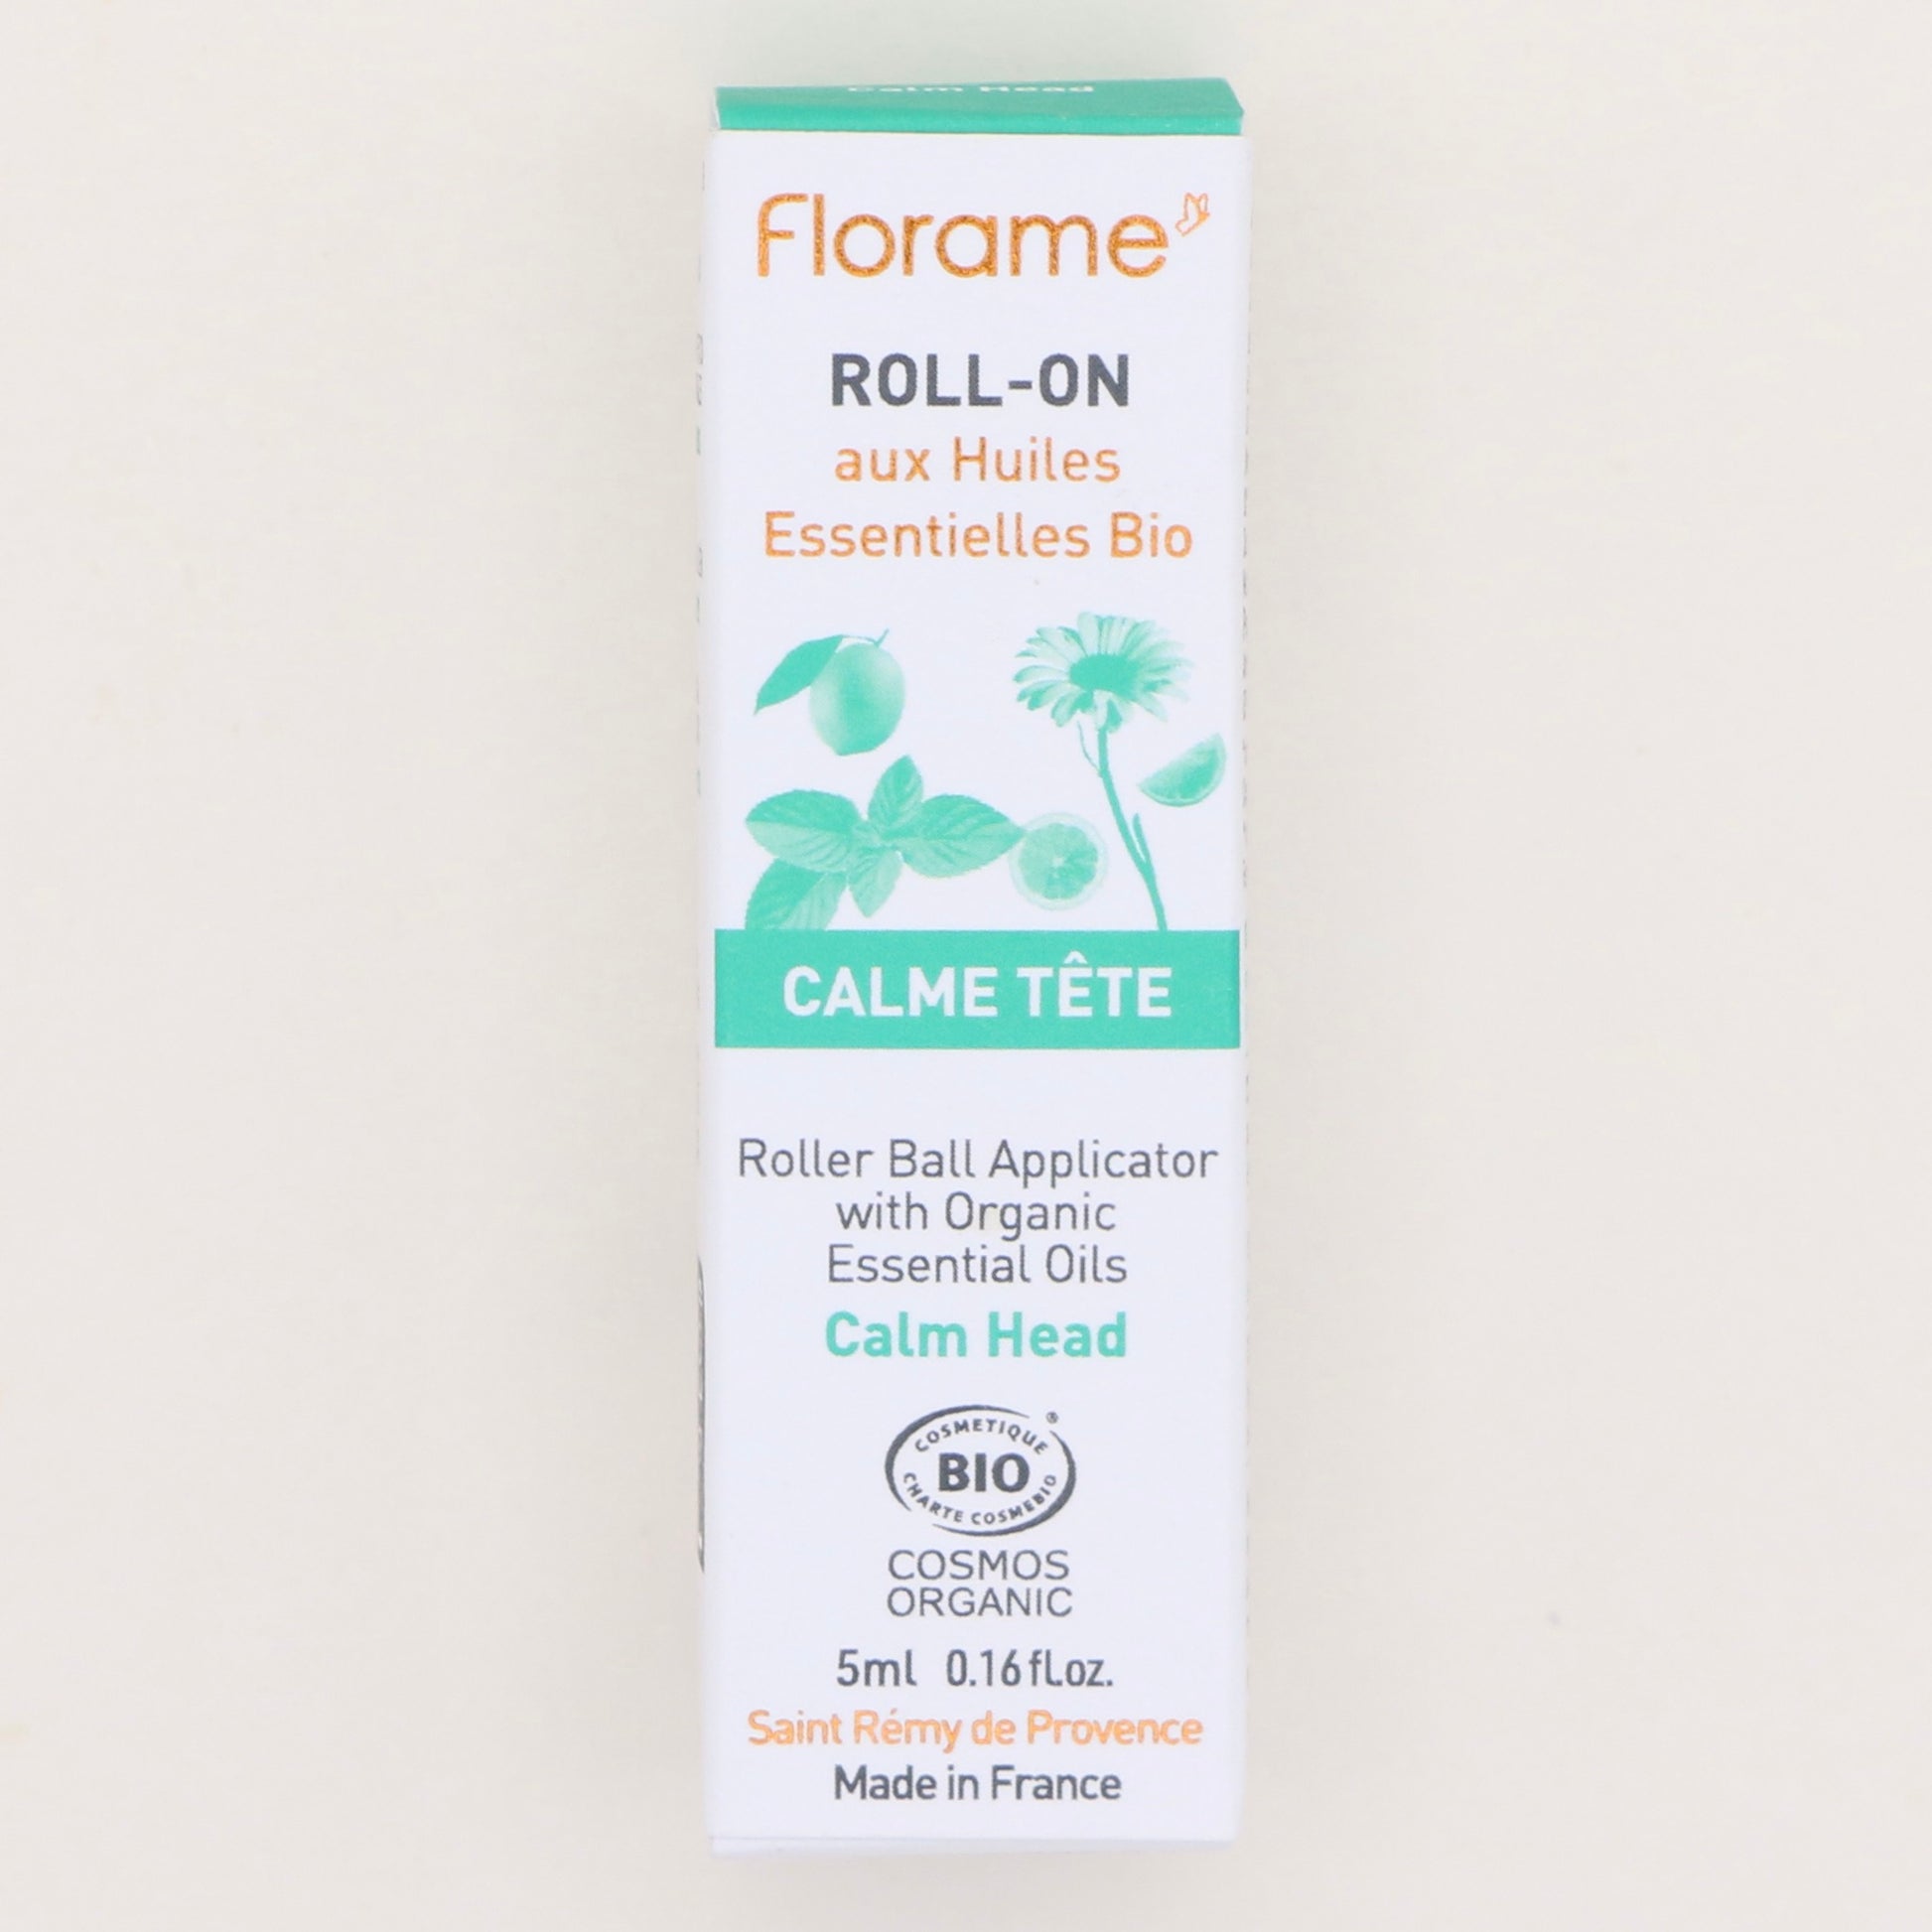 Calm Head
Florame
ROLL-ON
aux Huiles
Essentielles Bio
CALME TÊTE
Roller Ball Applicator
with Organic
Essential Oils
Calm Head
COSMETIQUE ®
BIO
CHARTE COSMEBIO
COSMOS
ORGANIC
5ml 0.16 fl.oz.
Saint Rémy de Provence
Made in France